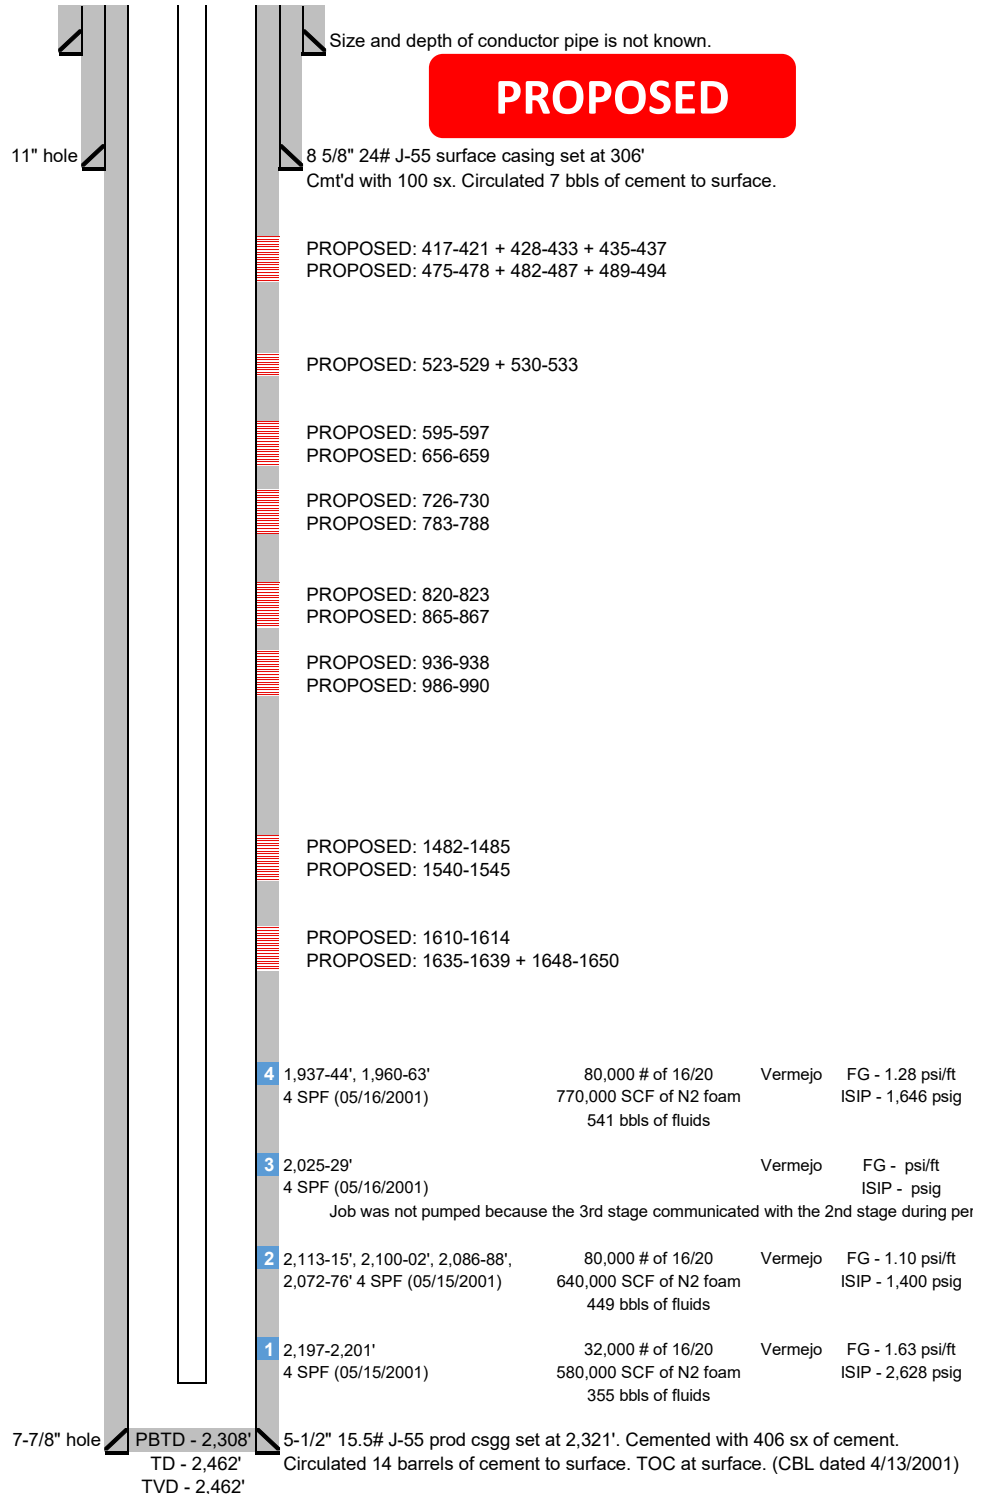 Size and depth of conductor pipe is not known.
PROPOSED
11" hole
8 5/8" 24# J-55 surface casing set at 306'
Cmt'd with 100 sx. Circulated 7 bbls of cement to surface.
PROPOSED: 417-421 + 428-433 + 435-437
PROPOSED: 475-478 + 482-487 + 489-494
PROPOSED: 523-529 + 530-533
PROPOSED: 595-597
PROPOSED: 656-659
PROPOSED: 726-730
PROPOSED: 783-788
PROPOSED: 820-823
PROPOSED: 865-867
PROPOSED: 936-938
PROPOSED: 986-990
PROPOSED: 1482-1485
PROPOSED: 1540-1545
PROPOSED: 1610-1614
PROPOSED: 1635-1639 + 1648-1650
4 1,937-44', 1,960-63' 80,000 # of 16/20 Vermejo FG - 1.28 psi/ft
4 SPF (05/16/2001) 770,000 SCF of N2 foam ISIP - 1,646 psig
541 bbls of fluids
3 2,025-29' Vermejo FG - psi/ft
4 SPF (05/16/2001) ISIP - psig
Job was not pumped because the 3rd stage communicated with the 2nd stage during per
2 2,113-15', 2,100-02', 2,086-88', 80,000 # of 16/20 Vermejo FG - 1.10 psi/ft
2,072-76' 4 SPF (05/15/2001) 640,000 SCF of N2 foam ISIP - 1,400 psig
449 bbls of fluids
1 2,197-2,201' 32,000 # of 16/20 Vermejo FG - 1.63 psi/ft
4 SPF (05/15/2001) 580,000 SCF of N2 foam ISIP - 2,628 psig
355 bbls of fluids
7-7/8" hole PBTD - 2,308' 5-1/2" 15.5# J-55 prod csgg set at 2,321'. Cemented with 406 sx of cement.
TD - 2,462' Circulated 14 barrels of cement to surface. TOC at surface. (CBL dated 4/13/2001)
TVD - 2,462'